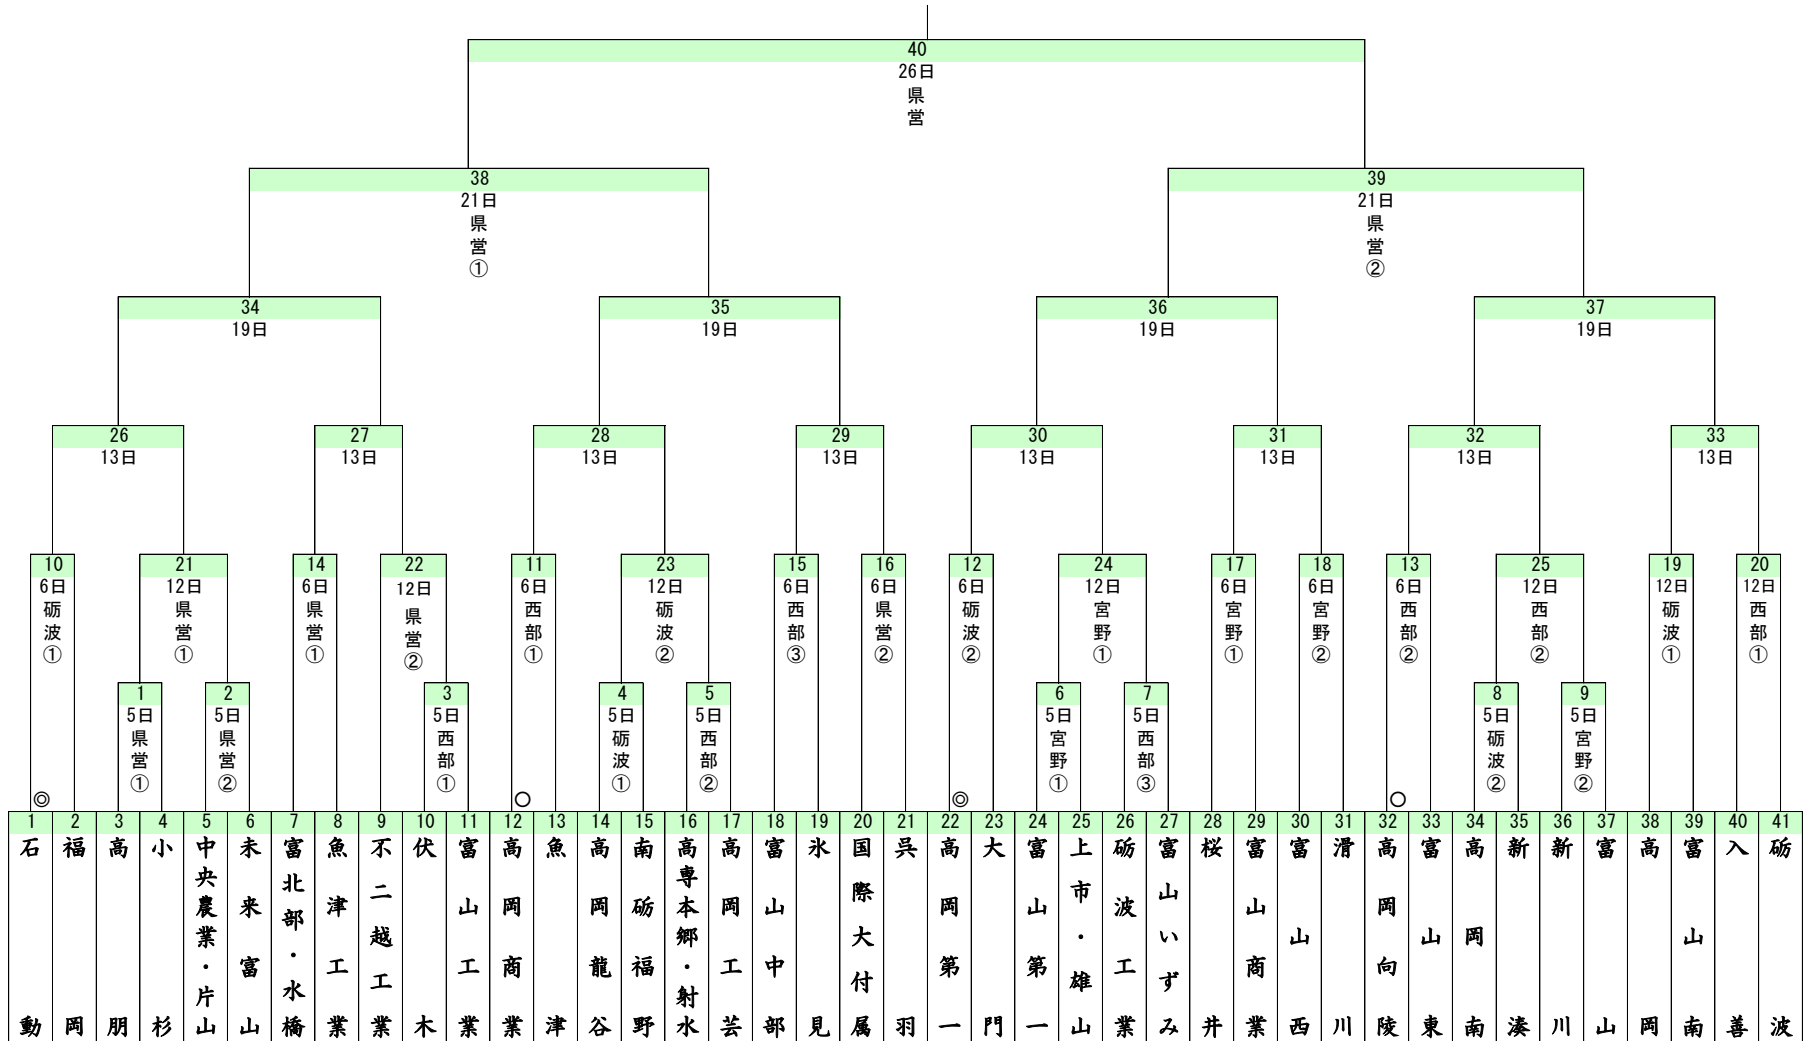 40
26日
県営
38
39
21日
県営
①
21日
県営
②
34
35
36
37
19日
19日
19日
19日
26
27
28
29
30
31
32
33
13日
13日
13日
13日
13日
13日
13日
13日
10
6日
砺波
①
21
12日
県営
①
14
6日
県営
①
22
12日
県営
②
11
6日
西部
①
23
12日
砺波
②
15
6日
西部
③
16
6日
県営
②
12
6日
砺波
②
24
12日
宮野
①
17
6日
宮野
①
18
6日
宮野
②
13
6日
西部
②
25
12日
西部
②
19
12日
砺波
①
20
12日
西部
①
1
5日
県営
①
2
5日
県営
②
3
5日
西部
①
4
5日
砺波
①
5
5日
西部
②
6
5日
宮野
①
7
5日
西部
③
8
5日
砺波
②
9
5日
宮野
②
◎
○
◎
○
1 石動
2 福岡
3 高朋
4 小杉
5 中央農業・片山
6 未来富山
7 富北部・水橋
8 魚津工業
9 不二越工業
10 伏木
11 富山工業
12 高岡商業
13 魚津
14 高岡龍谷
15 南砺福野
16 高専本郷・射水
17 高岡工芸
18 富山中部
19 氷見
20 国際大付属
21 呉羽
22 高岡第一
23 大門
24 富山第一
25 上市・雄山
26 砺波工業
27 富山いずみ
28 桜井
29 富山商業
30 富山西
31 滑川
32 高岡向陵
33 富山東
34 高岡南
35 新湊
36 新川
37 富山
38 高岡
39 富山南
40 入善
41 砺波